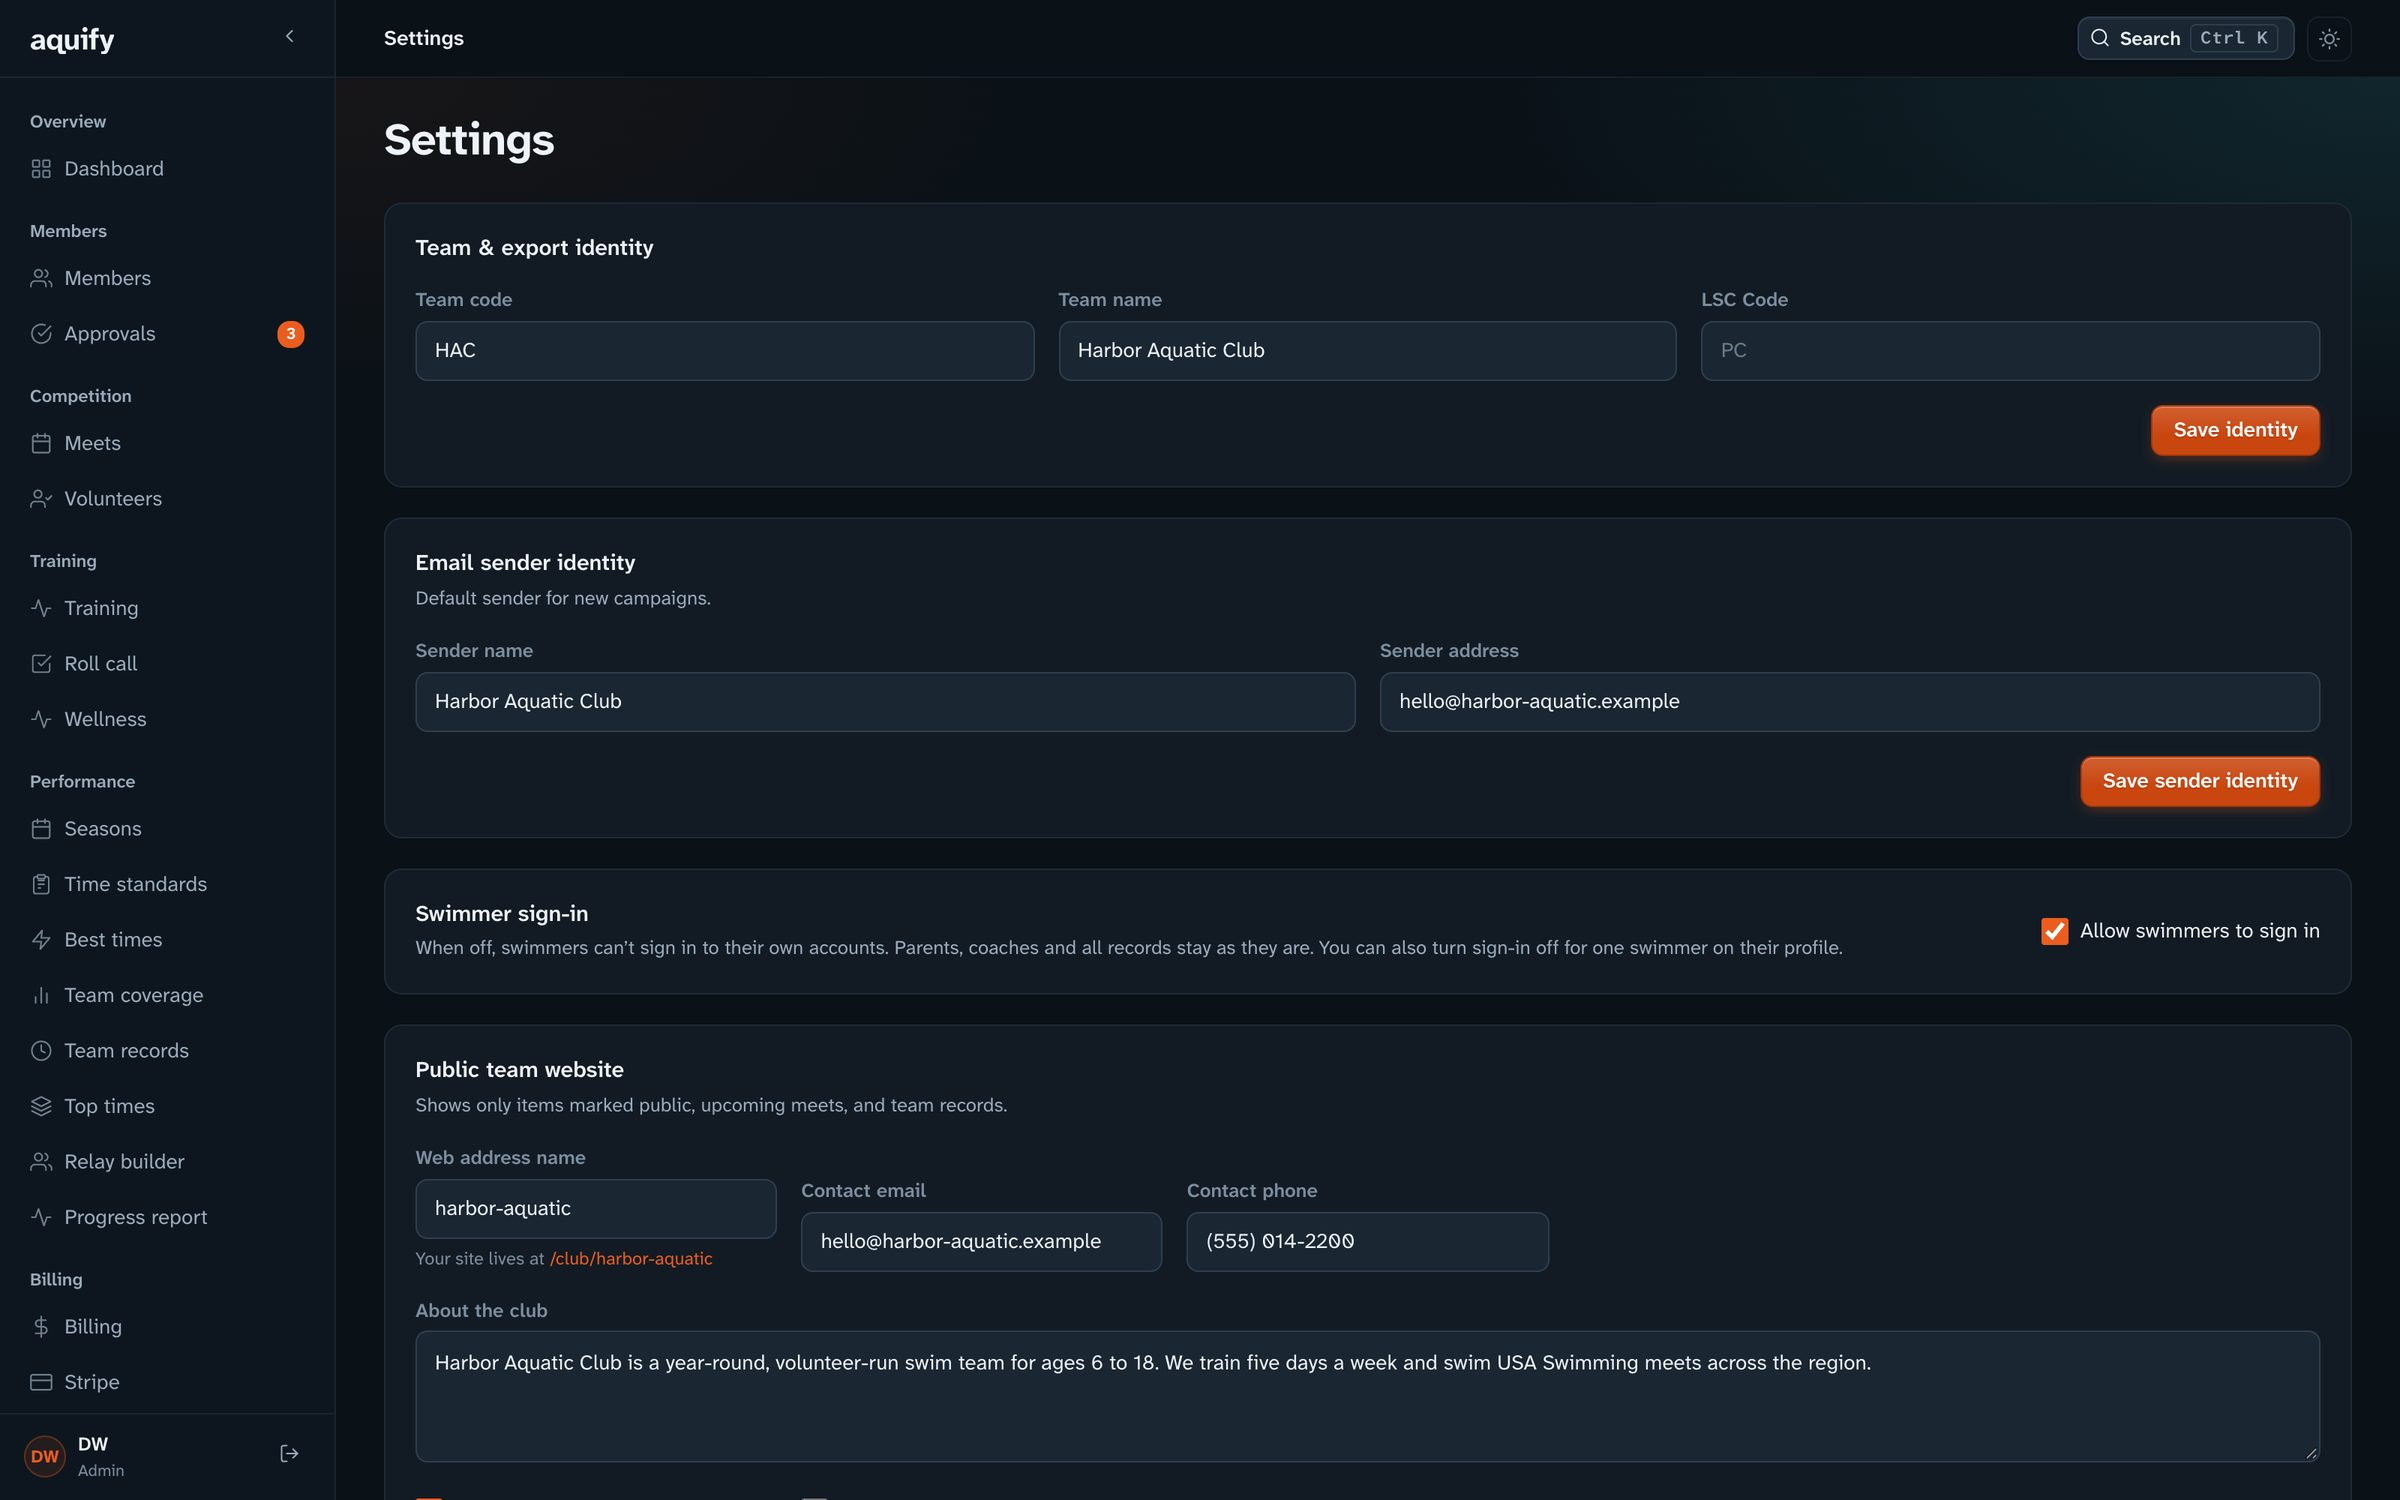 aquify
Settings
Search Ctrl K
Overview
Dashboard
Members
Members
Approvals 3
Competition
Meets
Volunteers
Training
Training
Roll call
Wellness
Performance
Seasons
Time standards
Best times
Team coverage
Team records
Top times
Relay builder
Progress report
Billing
Billing
Stripe
DW
DW
Admin
Settings
Team & export identity
Team code Team name LSC Code
HAC Harbor Aquatic Club PC
Save identity
Email sender identity
Default sender for new campaigns.
Sender name Sender address
Harbor Aquatic Club hello@harbor-aquatic.example
Save sender identity
Swimmer sign-in
When off, swimmers can’t sign in to their own accounts. Parents, coaches and all records stay as they are. You can also turn sign-in off for one swimmer on their profile.
Allow swimmers to sign in
Public team website
Shows only items marked public, upcoming meets, and team records.
Web address name
harbor-aquatic
Your site lives at /club/harbor-aquatic
Contact email
hello@harbor-aquatic.example
Contact phone
(555) 014-2200
About the club
Harbor Aquatic Club is a year-round, volunteer-run swim team for ages 6 to 18. We train five days a week and swim USA Swimming meets across the region.